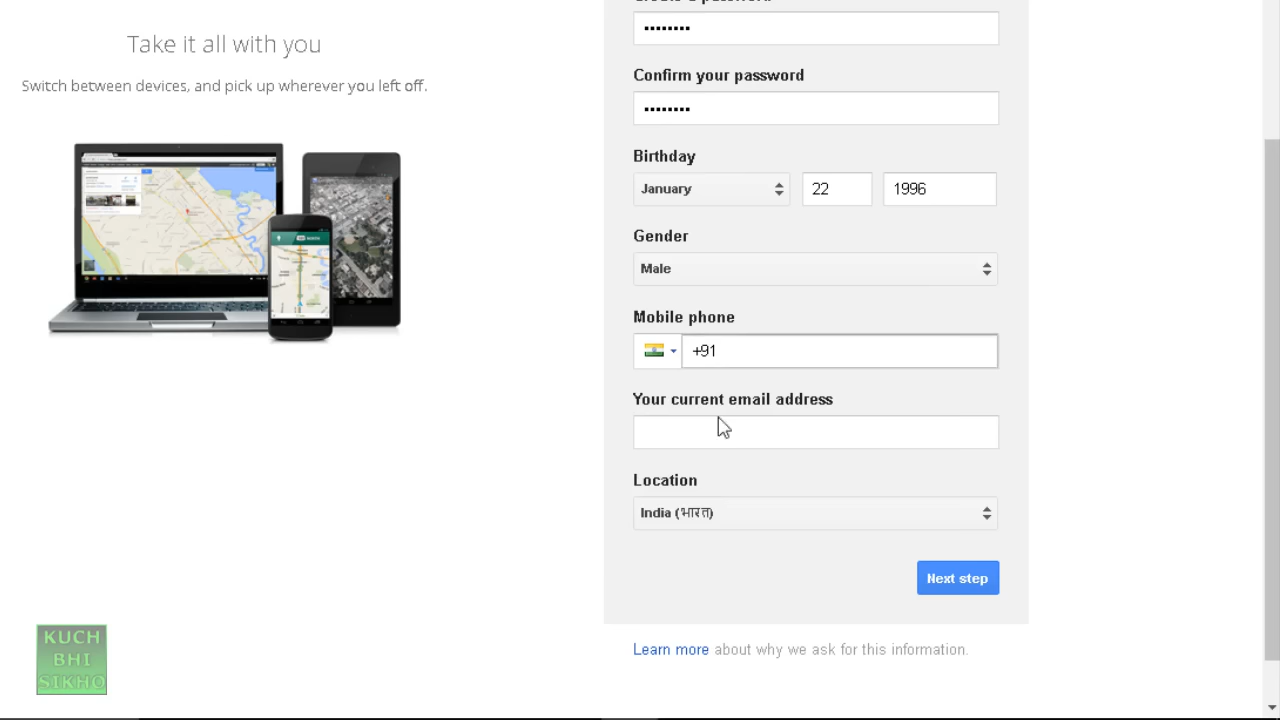 Take it all with you
Switch between devices, and pick up wherever you left off.
Confirm your password
Birthday
January 22 1996
Gender
Male
Mobile phone
+91
Your current email address
Location
India (भारत)
Next step
Learn more about why we ask for this information.
KUCH
BHI
SIKHO